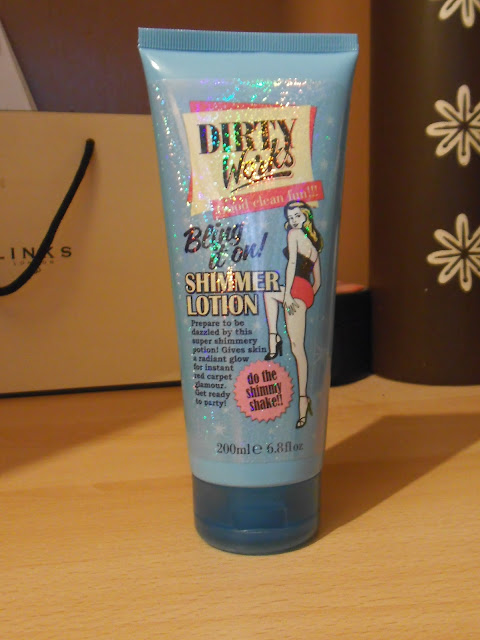 DIRTY
Works
good clean fun!!!
Bling
it on!
SHIMMER
LOTION
Prepare to be
dazzled by this
super shimmery
potion! Gives skin
a radiant glow
for instant
red carpet
glamour.
Get ready
to party!
do the
shimmy
shake!!
200ml e 6.8fl oz
LINKS